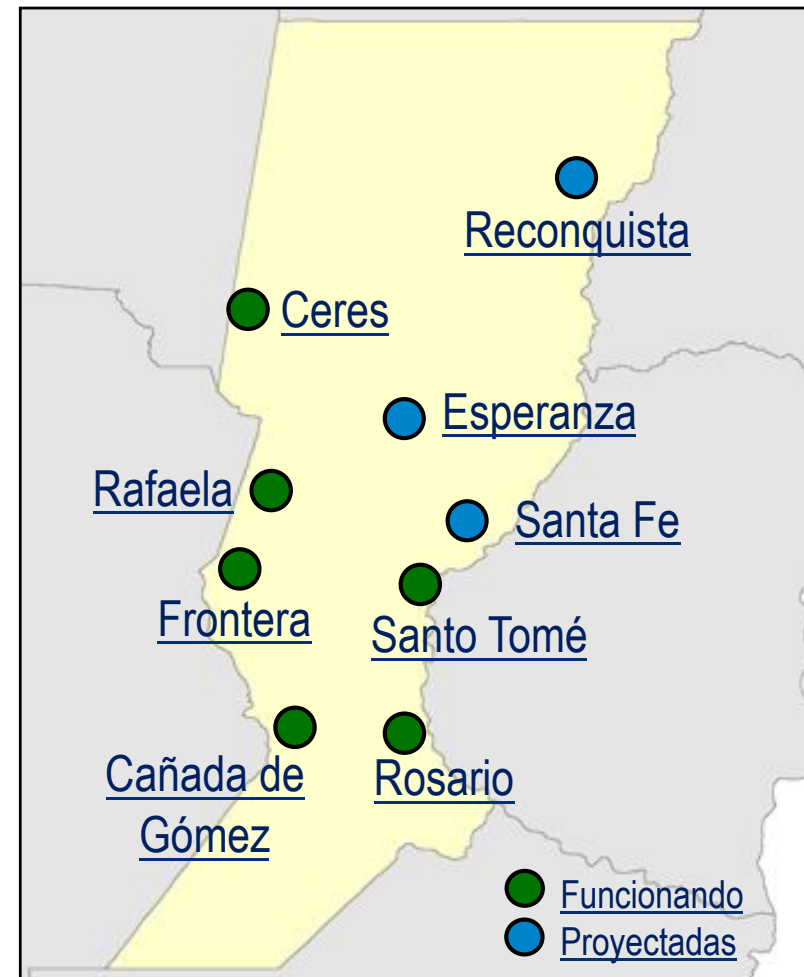 Reconquista
Ceres
Esperanza
Rafaela
Santa Fe
Frontera
Santo Tomé
Cañada de
Gómez
Rosario
Funcionando
Proyectadas